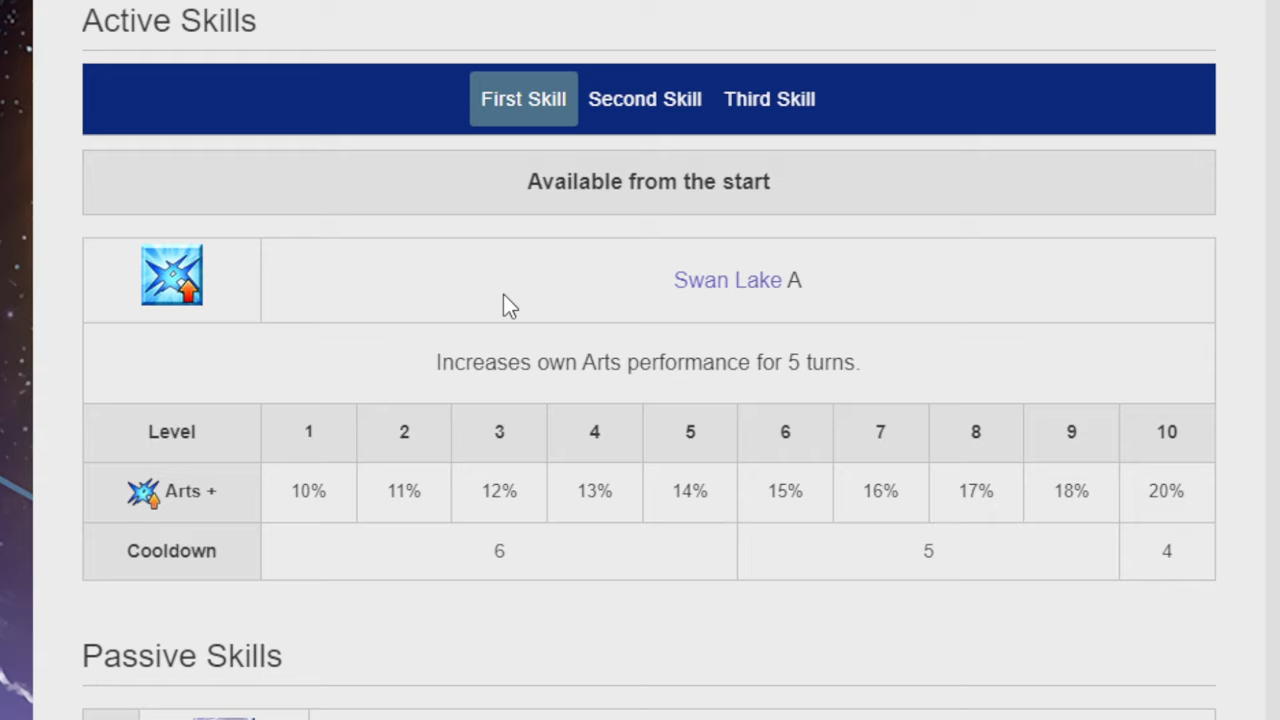 Active Skills
First Skill Second Skill Third Skill
Available from the start
Swan Lake A
Increases own Arts performance for 5 turns.
Level 1 2 3 4 5 6 7 8 9 10
Arts + 10% 11% 12% 13% 14% 15% 16% 17% 18% 20%
Cooldown 6 5 4
Passive Skills